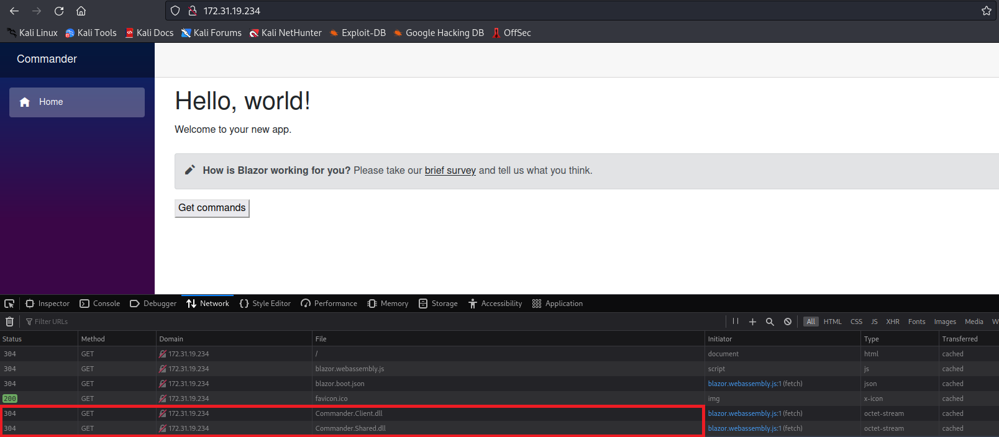 172.31.19.234
Kali Linux Kali Tools Kali Docs Kali Forums Kali NetHunter Exploit-DB Google Hacking DB OffSec
Commander
Home
Hello, world!
Welcome to your new app.
How is Blazor working for you? Please take our brief survey and tell us what you think.
Get commands
Inspector Console Debugger Network Style Editor Performance Memory Storage Accessibility Application
Filter URLs All HTML CSS JS XHR Fonts Images Media W
Status Method Domain File Initiator Type Transferred
304 GET 172.31.19.234 / document html cached
304 GET 172.31.19.234 blazor.webassembly.js script js cached
304 GET 172.31.19.234 blazor.boot.json blazor.webassembly.js:1 (fetch) json cached
200 GET 172.31.19.234 favicon.ico img x-icon cached
304 GET 172.31.19.234 Commander.Client.dll blazor.webassembly.js:1 (fetch) octet-stream cached
304 GET 172.31.19.234 Commander.Shared.dll blazor.webassembly.js:1 (fetch) octet-stream cached